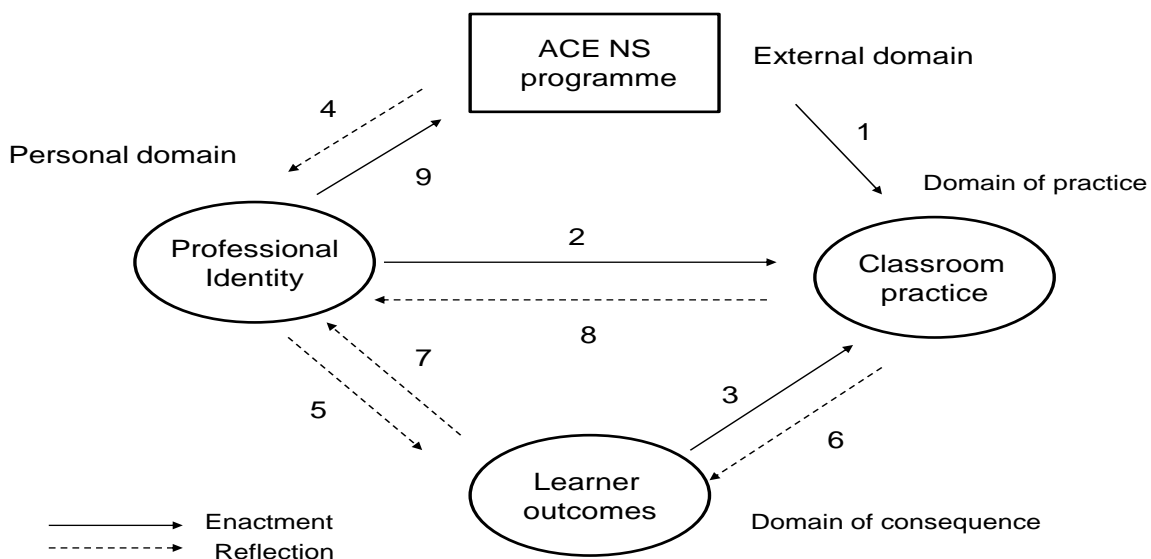 ACE NS
programme
External domain
4
1
Personal domain
9
Domain of practice
Professional
Identity
2
Classroom
practice
8
7
5
3
6
Learner
outcomes
Domain of consequence
Enactment
Reflection